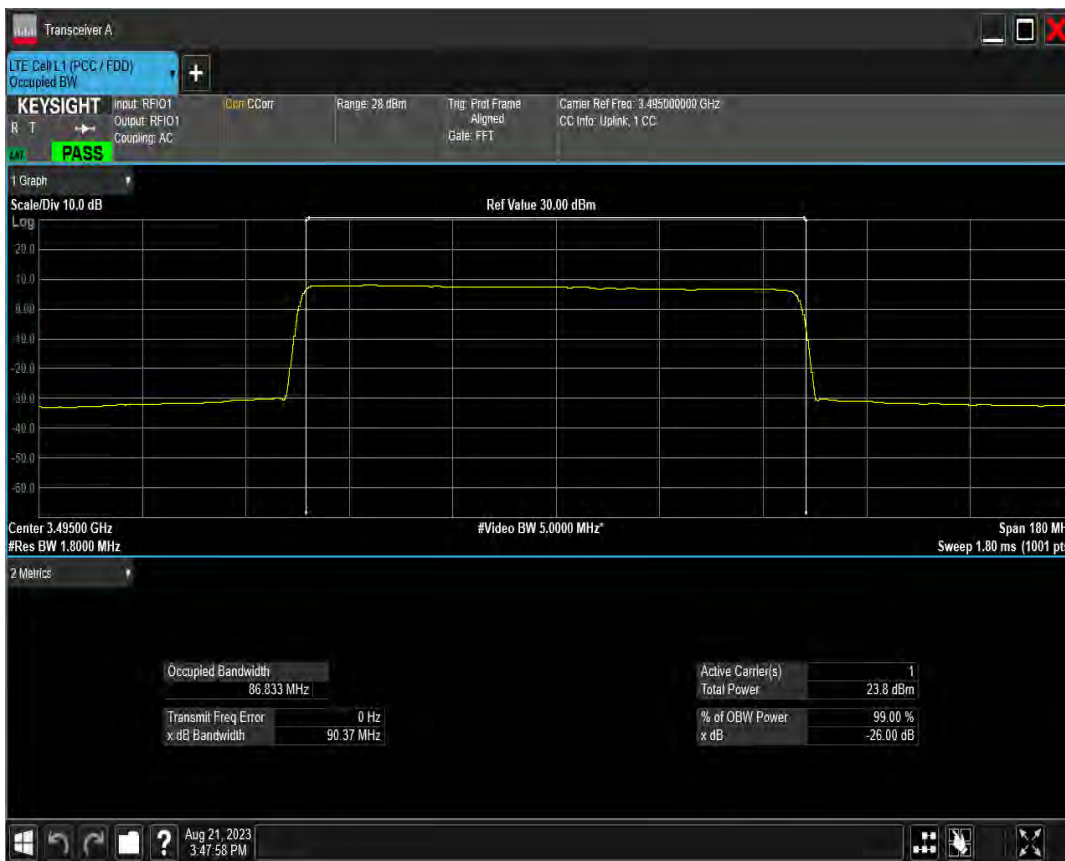 Transceiver A
LTE Cell L1 (PCC / FDD)
Occupied BW
+
KEYSIGHT
R T
PASS
Input: RFIO1
Output: RFIO1
Coupling: AC
Corr CCorr
Range: 28 dBm
Trig: Prot Frame
Aligned
Gate: FFT
Carrier Ref Freq: 3.495000000 GHz
CC Info: Uplink, 1 CC
1 Graph
Scale/Div 10.0 dB
Ref Value 30.00 dBm
Log
20.0
10.0
0.00
-10.0
-20.0
-30.0
-40.0
-50.0
-60.0
Center 3.49500 GHz
#Video BW 5.0000 MHz*
Span 180 MH
#Res BW 1.8000 MHz
Sweep 1.80 ms (1001 pts
2 Metrics
Occupied Bandwidth
86.833 MHz
Transmit Freq Error 0 Hz
x dB Bandwidth 90.37 MHz
Active Carrier(s) 1
Total Power 23.8 dBm
% of OBW Power 99.00 %
x dB -26.00 dB
?
Aug 21, 2023
3:47:58 PM